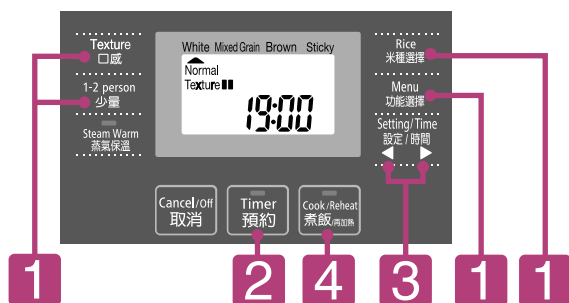 Texture
口感
1-2 person
少量
Steam Warm
蒸氣保溫
White Mixed Grain Brown Sticky
Normal
Texture
19:00
Rice
米種選擇
Menu
功能選擇
Setting/Time
設定/時間
Cancel/Off
取消
Timer
預約
Cook/Reheat
煮飯/再加熱
1
2
4
3
1
1